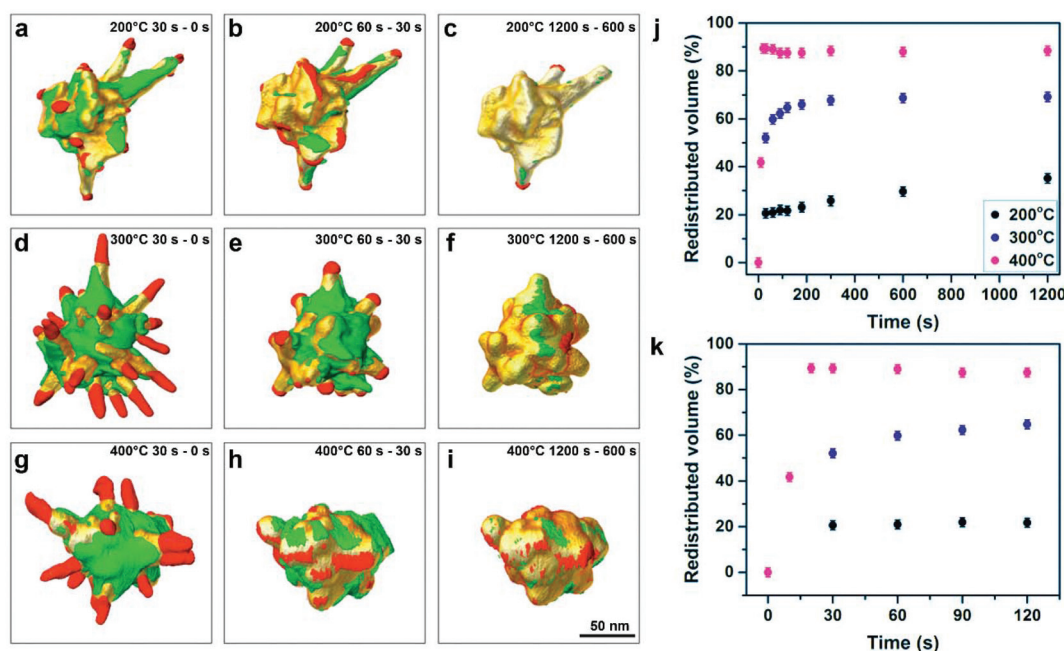 a 200°C 30 s - 0 s
b 200°C 60 s - 30 s
c 200°C 1200 s - 600 s
d 300°C 30 s - 0 s
e 300°C 60 s - 30 s
f 300°C 1200 s - 600 s
g 400°C 30 s - 0 s
h 400°C 60 s - 30 s
i 400°C 1200 s - 600 s
50 nm
j
Redistributed volume (%)
100
80
60
40
20
0
200°C
300°C
400°C
0 200 400 600 800 1000 1200
Time (s)
k
Redistributed volume (%)
100
80
60
40
20
0
0 30 60 90 120
Time (s)